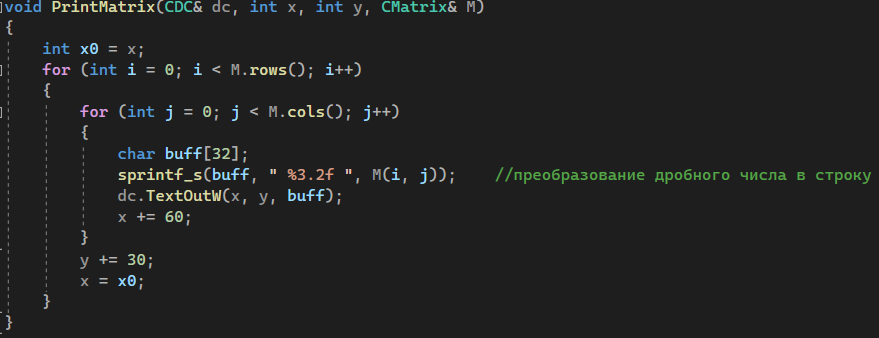 void PrintMatrix(CDC& dc, int x, int y, CMatrix& M)
{
    int x0 = x;
    for (int i = 0; i < M.rows(); i++)
    {
        for (int j = 0; j < M.cols(); j++)
        {
            char buff[32];
            sprintf_s(buff, " %3.2f ", M(i, j));    //преобразование дробного числа в строку
            dc.TextOutW(x, y, buff);
            x += 60;
        }
        y += 30;
        x = x0;
    }
}